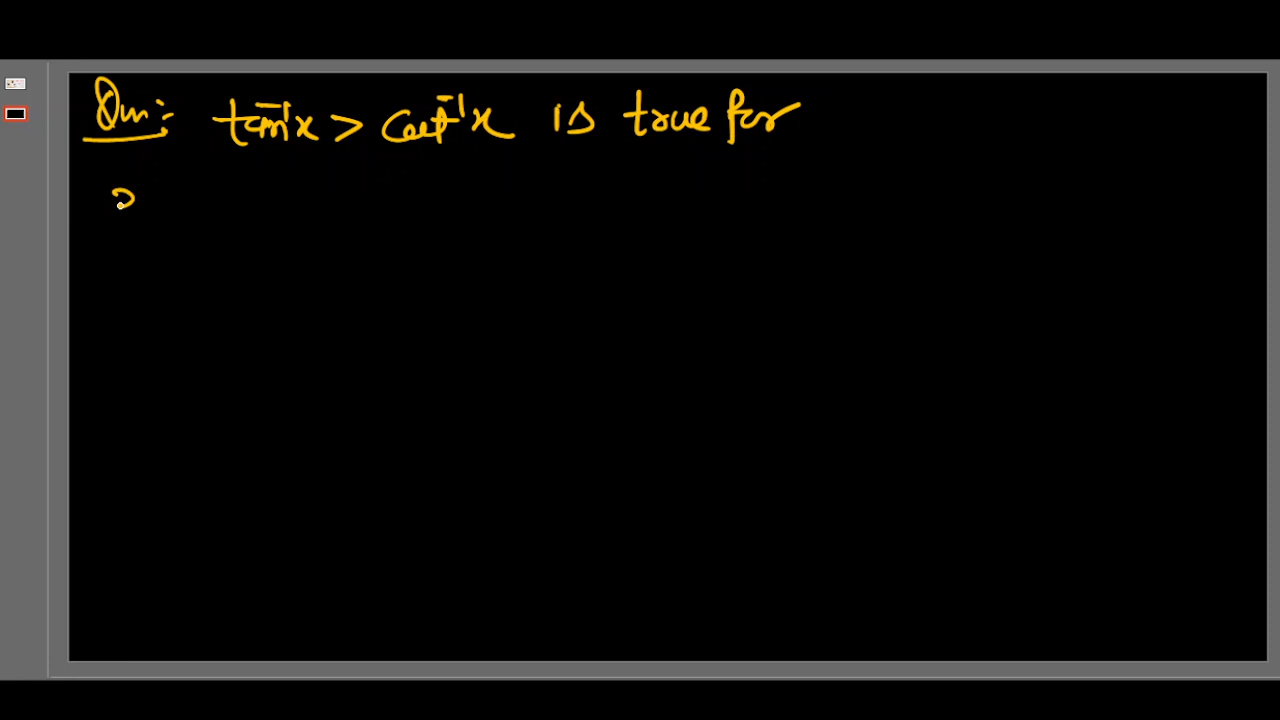 Qn:- tan⁻¹x > cot⁻¹x is true for